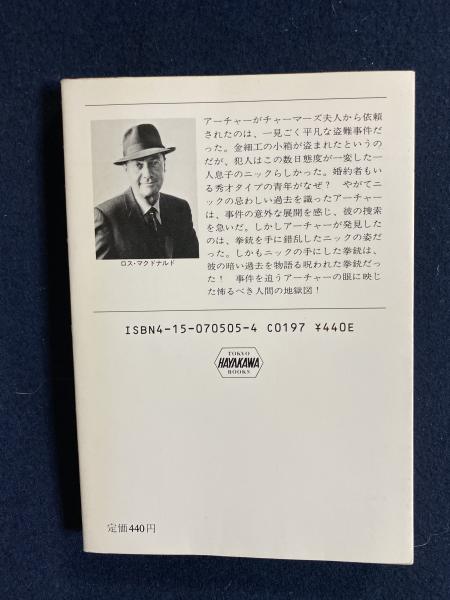 アーチャーがチャーマーズ夫人から依頼
されたのは、一見ごく平凡な盗難事件だ
った。金細工の小箱が盗まれたというの
だが、犯人はこの数日態度が一変した一
人息子のニックらしかった。婚約者もい
る秀才タイプの青年がなぜ？　やがてニ
ックの忌わしい過去を識ったアーチャー
は、事件の意外な展開を感じ、彼の捜索
を急いだ。しかしアーチャーが発見した
のは、拳銃を手に錯乱したニックの姿だ
った。しかもニックの手にした拳銃は、
彼の暗い過去を物語る呪われた拳銃だっ
た！　事件を追うアーチャーの眼に映じ
た怖るべき人間の地獄図！
ロス・マクドナルド
ISBN4-15-070505-4 C0197 ¥440E
TOKYO
HAYAKAWA
BOOKS
定価440円